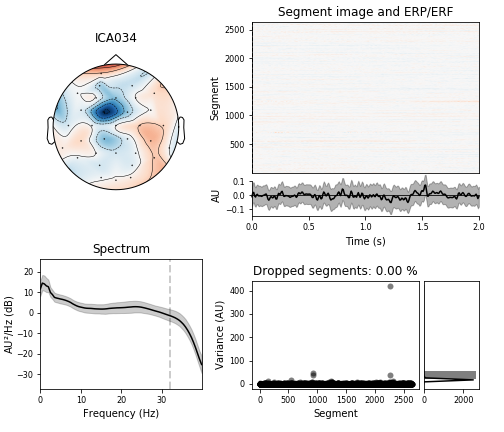 ICA034
Segment image and ERP/ERF
Segment
2500
2000
1500
1000
500
AU
0.1
0.0
−0.1
0.0 0.5 1.0 1.5 2.0
Time (s)
Spectrum
AU²/Hz (dB)
20
10
0
−10
−20
−30
0 10 20 30
Frequency (Hz)
Dropped segments: 0.00 %
Variance (AU)
400
300
200
100
0
0 500 1000 1500 2000 2500
Segment
0 2000